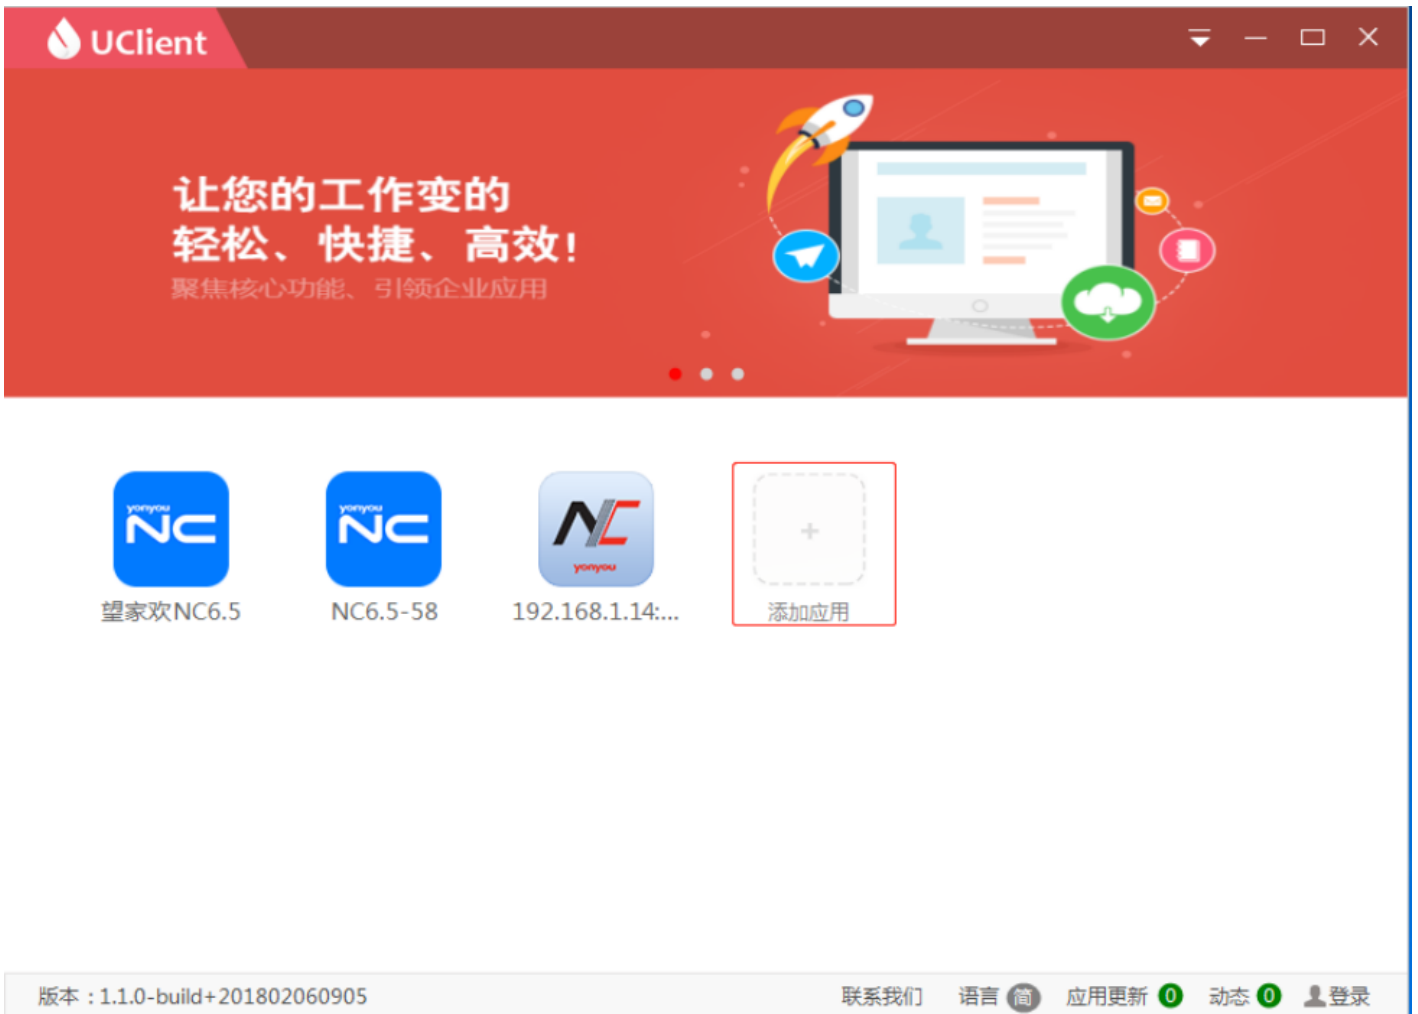 UClient
让您的工作变的
轻松、快捷、高效!
聚焦核心功能、引领企业应用
yonyou
NC
yonyou
NC
NC
yonyou
望家欢NC6.5
NC6.5-58
192.168.1.14:...
添加应用
版本：1.1.0-build+201802060905
联系我们
语言 简
应用更新 0
动态 0
登录